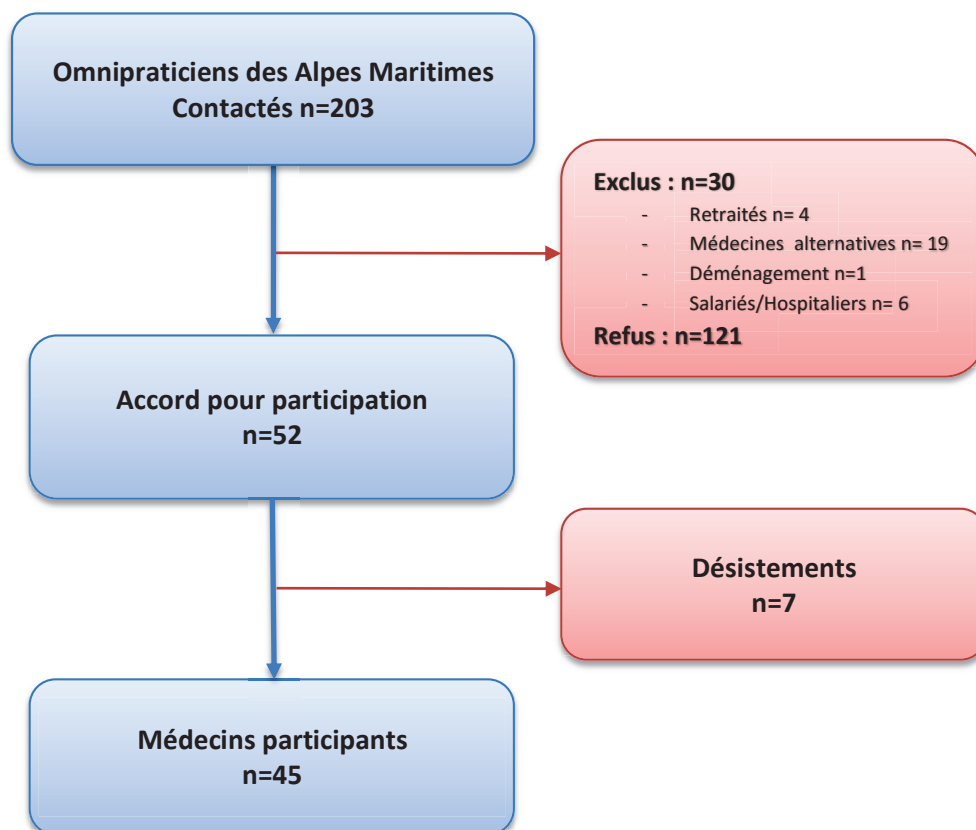 Omnipraticiens des Alpes Maritimes
Contactés n=203
Exclus : n=30
- Retraités n= 4
- Médecines alternatives n= 19
- Déménagement n=1
- Salariés/Hospitaliers n= 6
Refus : n=121
Accord pour participation
n=52
Désistements
n=7
Médecins participants
n=45